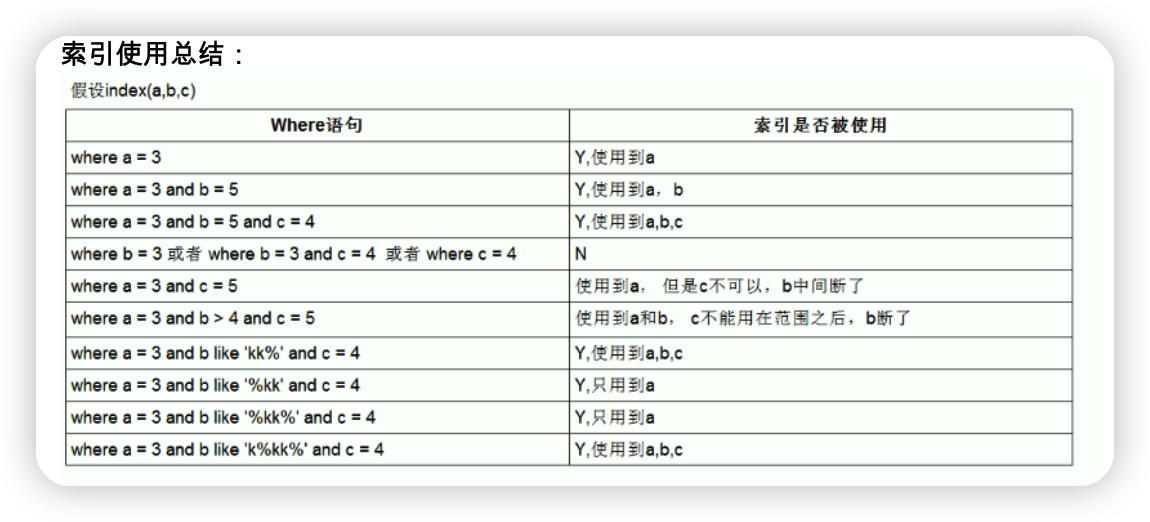 索引使用总结：
假设index(a,b,c)
Where语句 索引是否被使用
where a = 3 Y,使用到a
where a = 3 and b = 5 Y,使用到a，b
where a = 3 and b = 5 and c = 4 Y,使用到a,b,c
where b = 3 或者 where b = 3 and c = 4 或者 where c = 4 N
where a = 3 and c = 5 使用到a， 但是c不可以，b中间断了
where a = 3 and b > 4 and c = 5 使用到a和b， c不能用在范围之后，b断了
where a = 3 and b like 'kk%' and c = 4 Y,使用到a,b,c
where a = 3 and b like '%kk' and c = 4 Y,只用到a
where a = 3 and b like '%kk%' and c = 4 Y,只用到a
where a = 3 and b like 'k%kk%' and c = 4 Y,使用到a,b,c